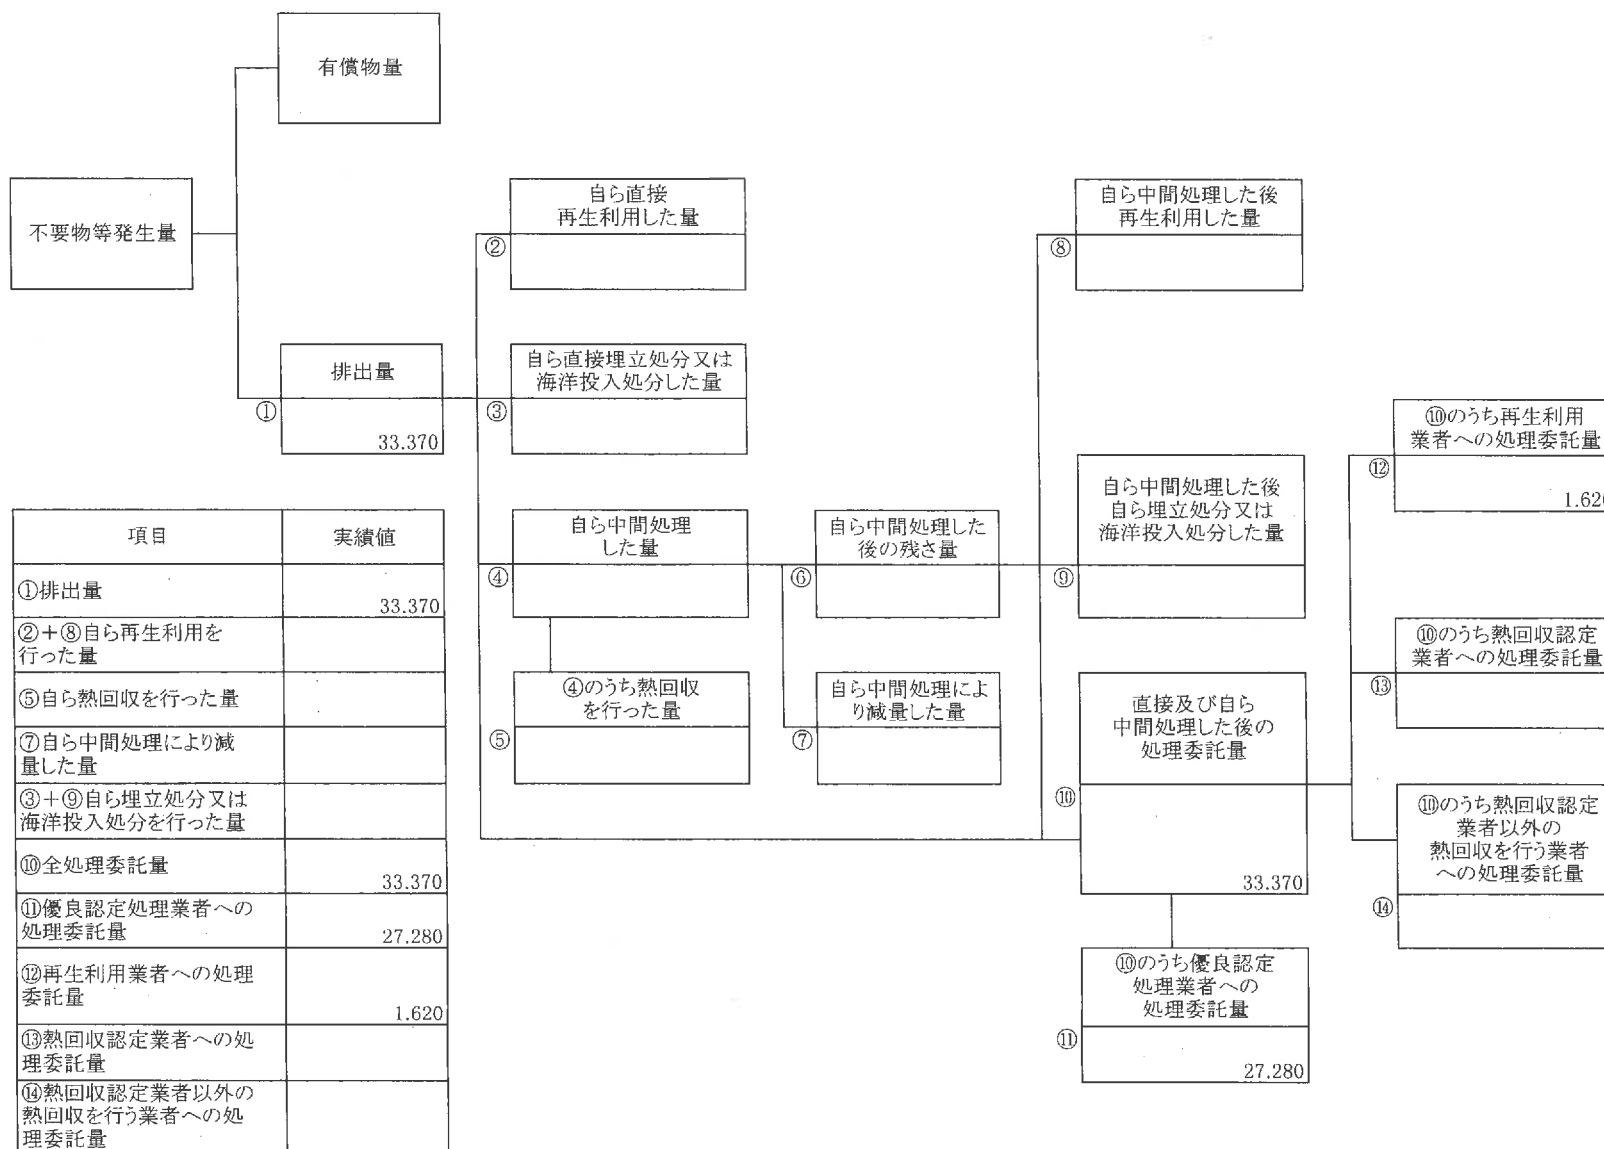 有償物量
不要物等発生量
自ら直接
再生利用した量
②
自ら中間処理した後
再生利用した量
⑧
排出量
①
33.370
自ら直接埋立処分又は
海洋投入処分した量
③
⑩のうち再生利用
業者への処理委託量
⑫
1.620
自ら中間処理
した量
④
自ら中間処理した
後の残さ量
⑥
自ら中間処理した後
自ら埋立処分又は
海洋投入処分した量
⑨
⑩のうち熱回収認定
業者への処理委託量
⑬
④のうち熱回収
を行った量
⑤
自ら中間処理によ
り減量した量
⑦
直接及び自ら
中間処理した後の
処理委託量
⑩
33.370
⑩のうち熱回収認定
業者以外の
熱回収を行う業者
への処理委託量
⑭
⑩のうち優良認定
処理業者への
処理委託量
⑪
27.280
項目 実績値
①排出量
33.370
②+⑧自ら再生利用を
行った量
⑤自ら熱回収を行った量
⑦自ら中間処理により減
量した量
③+⑨自ら埋立処分又は
海洋投入処分を行った量
⑩全処理委託量
33.370
⑪優良認定処理業者への
処理委託量 27.280
⑫再生利用業者への処理
委託量
1.620
⑬熱回収認定業者への処
理委託量
⑭熱回収認定業者以外の
熱回収を行う業者への処
理委託量